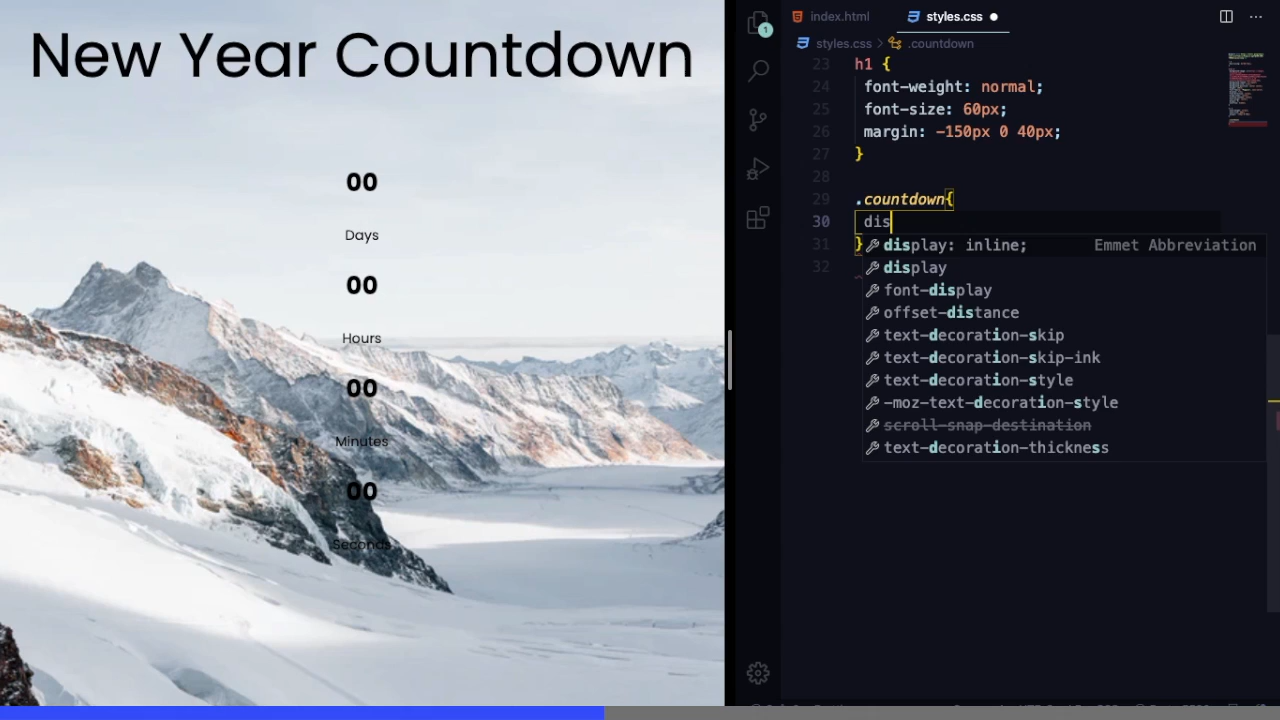 New Year Countdown
00
Days
00
Hours
00
Minutes
00
Seconds
1
index.html
styles.css
styles.css > .countdown
23 h1 {
24 font-weight: normal;
25 font-size: 60px;
26 margin: -150px 0 40px;
27 }
28
29 .countdown{
30 dis
31 }
32
display: inline; Emmet Abbreviation
display
font-display
offset-distance
text-decoration-skip
text-decoration-skip-ink
text-decoration-style
-moz-text-decoration-style
scroll-snap-destination
text-decoration-thickness